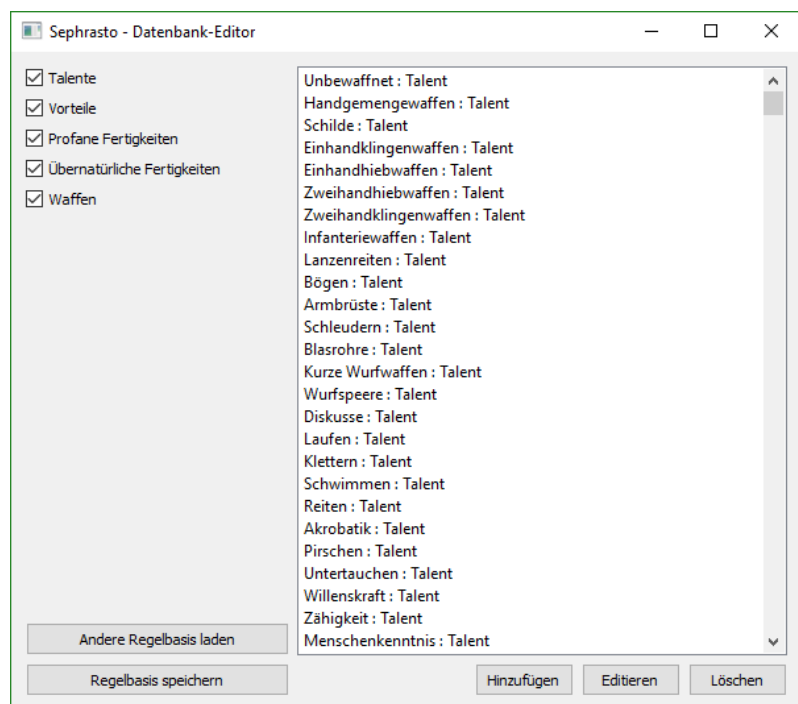 Sephrasto - Datenbank-Editor
Talente
Vorteile
Profane Fertigkeiten
Übernatürliche Fertigkeiten
Waffen
Unbewaffnet : Talent
Handgemengewaffen : Talent
Schilde : Talent
Einhandklingenwaffen : Talent
Einhandhiebwaffen : Talent
Zweihandhiebwaffen : Talent
Zweihandklingenwaffen : Talent
Infanteriewaffen : Talent
Lanzenreiten : Talent
Bögen : Talent
Armbrüste : Talent
Schleudern : Talent
Blasrohre : Talent
Kurze Wurfwaffen : Talent
Wurfspeere : Talent
Diskusse : Talent
Laufen : Talent
Klettern : Talent
Schwimmen : Talent
Reiten : Talent
Akrobatik : Talent
Pirschen : Talent
Untertauchen : Talent
Willenskraft : Talent
Zähigkeit : Talent
Menschenkenntnis : Talent
Andere Regelbasis laden
Regelbasis speichern
Hinzufügen
Editieren
Löschen